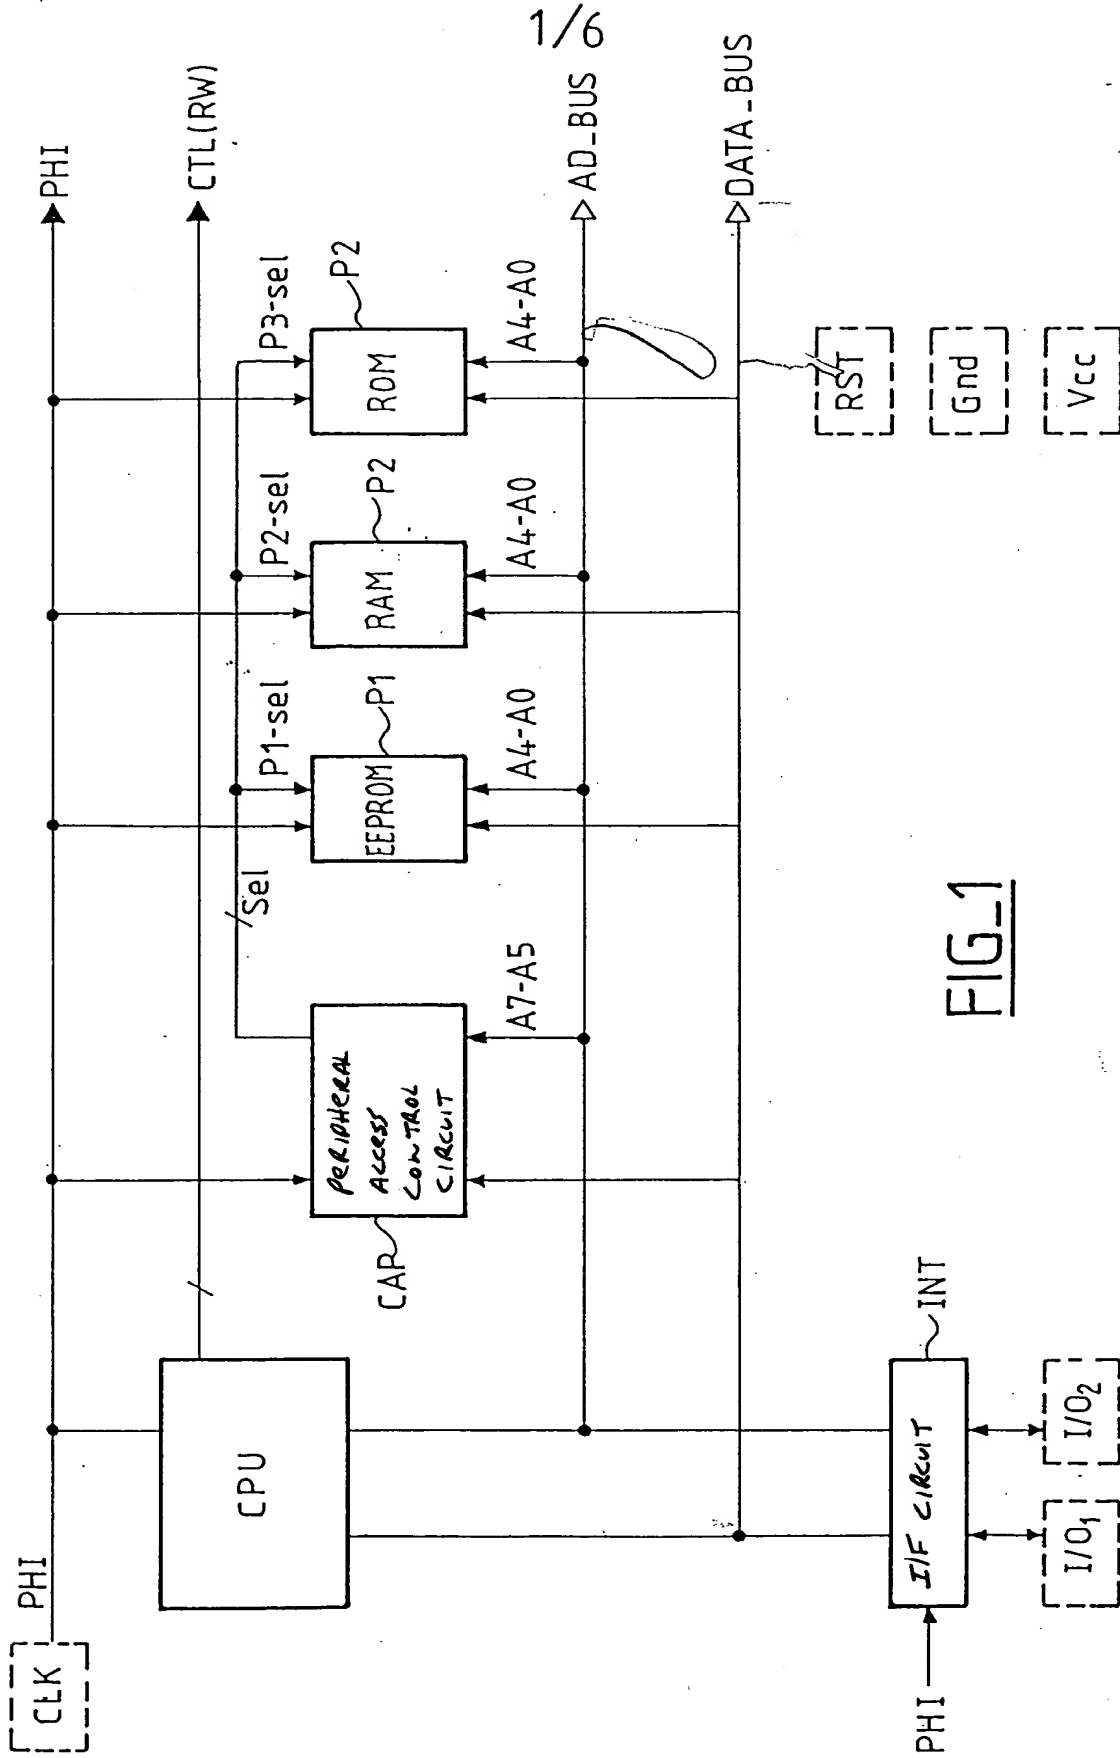 1/6
CLK
PHI
PHI
CTL(RW)
CPU
PERIPHERAL
ACCESS
CONTROL
CIRCUIT
CAP
A7-A5
Sel
P1-sel
EEPROM
P1
A4-A0
P2-sel
RAM
P2
A4-A0
P3-sel
ROM
P2
A4-A0
AD_BUS
DATA_BUS
PHI
I/F CIRCUIT
INT
I/O1
I/O2
RST
Gnd
Vcc
FIG_1